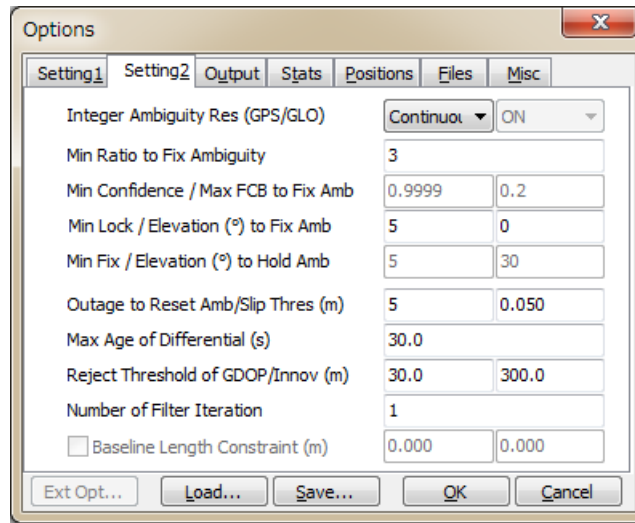 Options
Setting1 Setting2 Output Stats Positions Files Misc
Integer Ambiguity Res (GPS/GLO) Continuou ON
Min Ratio to Fix Ambiguity 3
Min Confidence / Max FCB to Fix Amb 0.9999 0.2
Min Lock / Elevation (°) to Fix Amb 5 0
Min Fix / Elevation (°) to Hold Amb 5 30
Outage to Reset Amb/Slip Thres (m) 5 0.050
Max Age of Differential (s) 30.0
Reject Threshold of GDOP/Innov (m) 30.0 300.0
Number of Filter Iteration 1
Baseline Length Constraint (m) 0.000 0.000
Ext Opt... Load... Save... OK Cancel